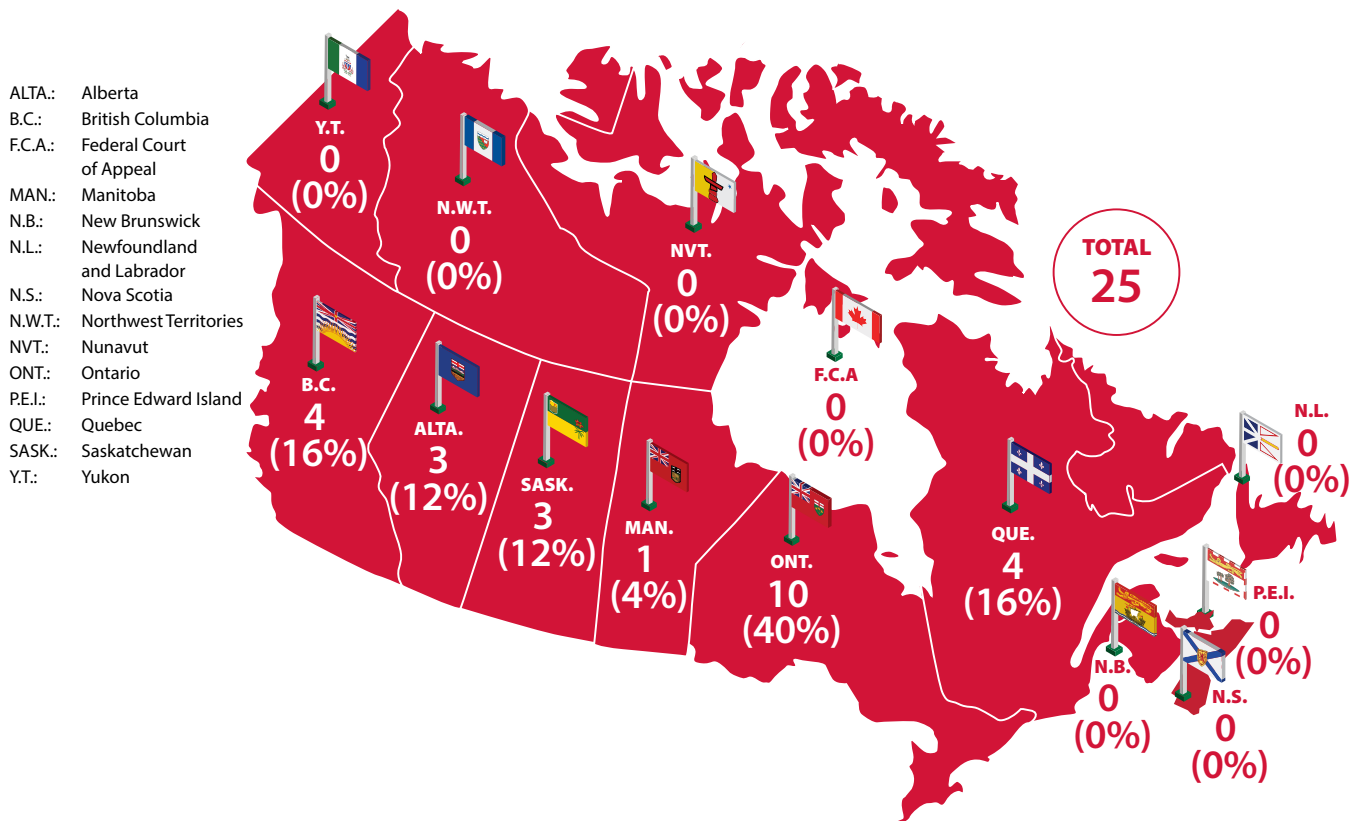 ALTA.: Alberta
B.C.: British Columbia
F.C.A.: Federal Court
of Appeal
MAN.: Manitoba
N.B.: New Brunswick
N.L.: Newfoundland
and Labrador
N.S.: Nova Scotia
N.W.T.: Northwest Territories
NVT.: Nunavut
ONT.: Ontario
P.E.I.: Prince Edward Island
QUE.: Quebec
SASK.: Saskatchewan
Y.T.: Yukon
Y.T.
0
(0%)
N.W.T.
0
(0%)
NVT.
0
(0%)
TOTAL
25
B.C.
4
(16%)
ALTA.
3
(12%)
SASK.
3
(12%)
MAN.
1
(4%)
ONT.
10
(40%)
F.C.A
0
(0%)
QUE.
4
(16%)
N.L.
0
(0%)
P.E.I.
0
(0%)
N.B.
0
(0%)
N.S.
0
(0%)